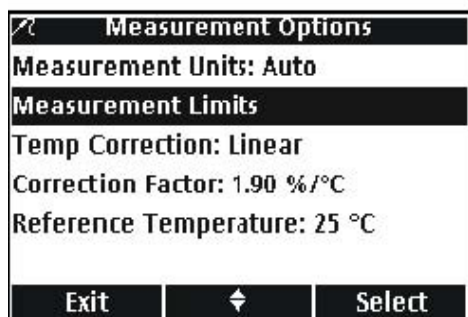 Measurement Options
Measurement Units: Auto
Measurement Limits
Temp Correction: Linear
Correction Factor: 1.90 %/°C
Reference Temperature: 25 °C
Exit Select